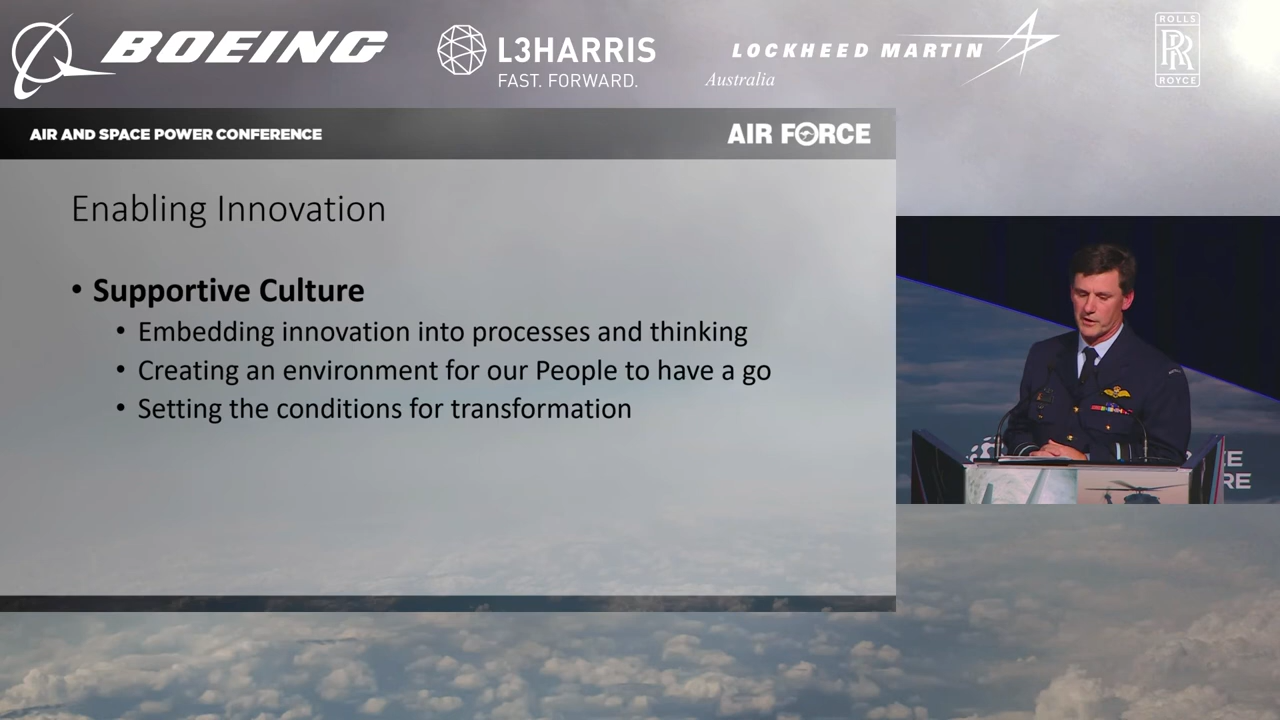 BOEING
L3HARRIS
FAST. FORWARD.
LOCKHEED MARTIN
Australia
ROLLS
RR
ROYCE
AIR AND SPACE POWER CONFERENCE
AIR FORCE
Enabling Innovation
• Supportive Culture
• Embedding innovation into processes and thinking
• Creating an environment for our People to have a go
• Setting the conditions for transformation